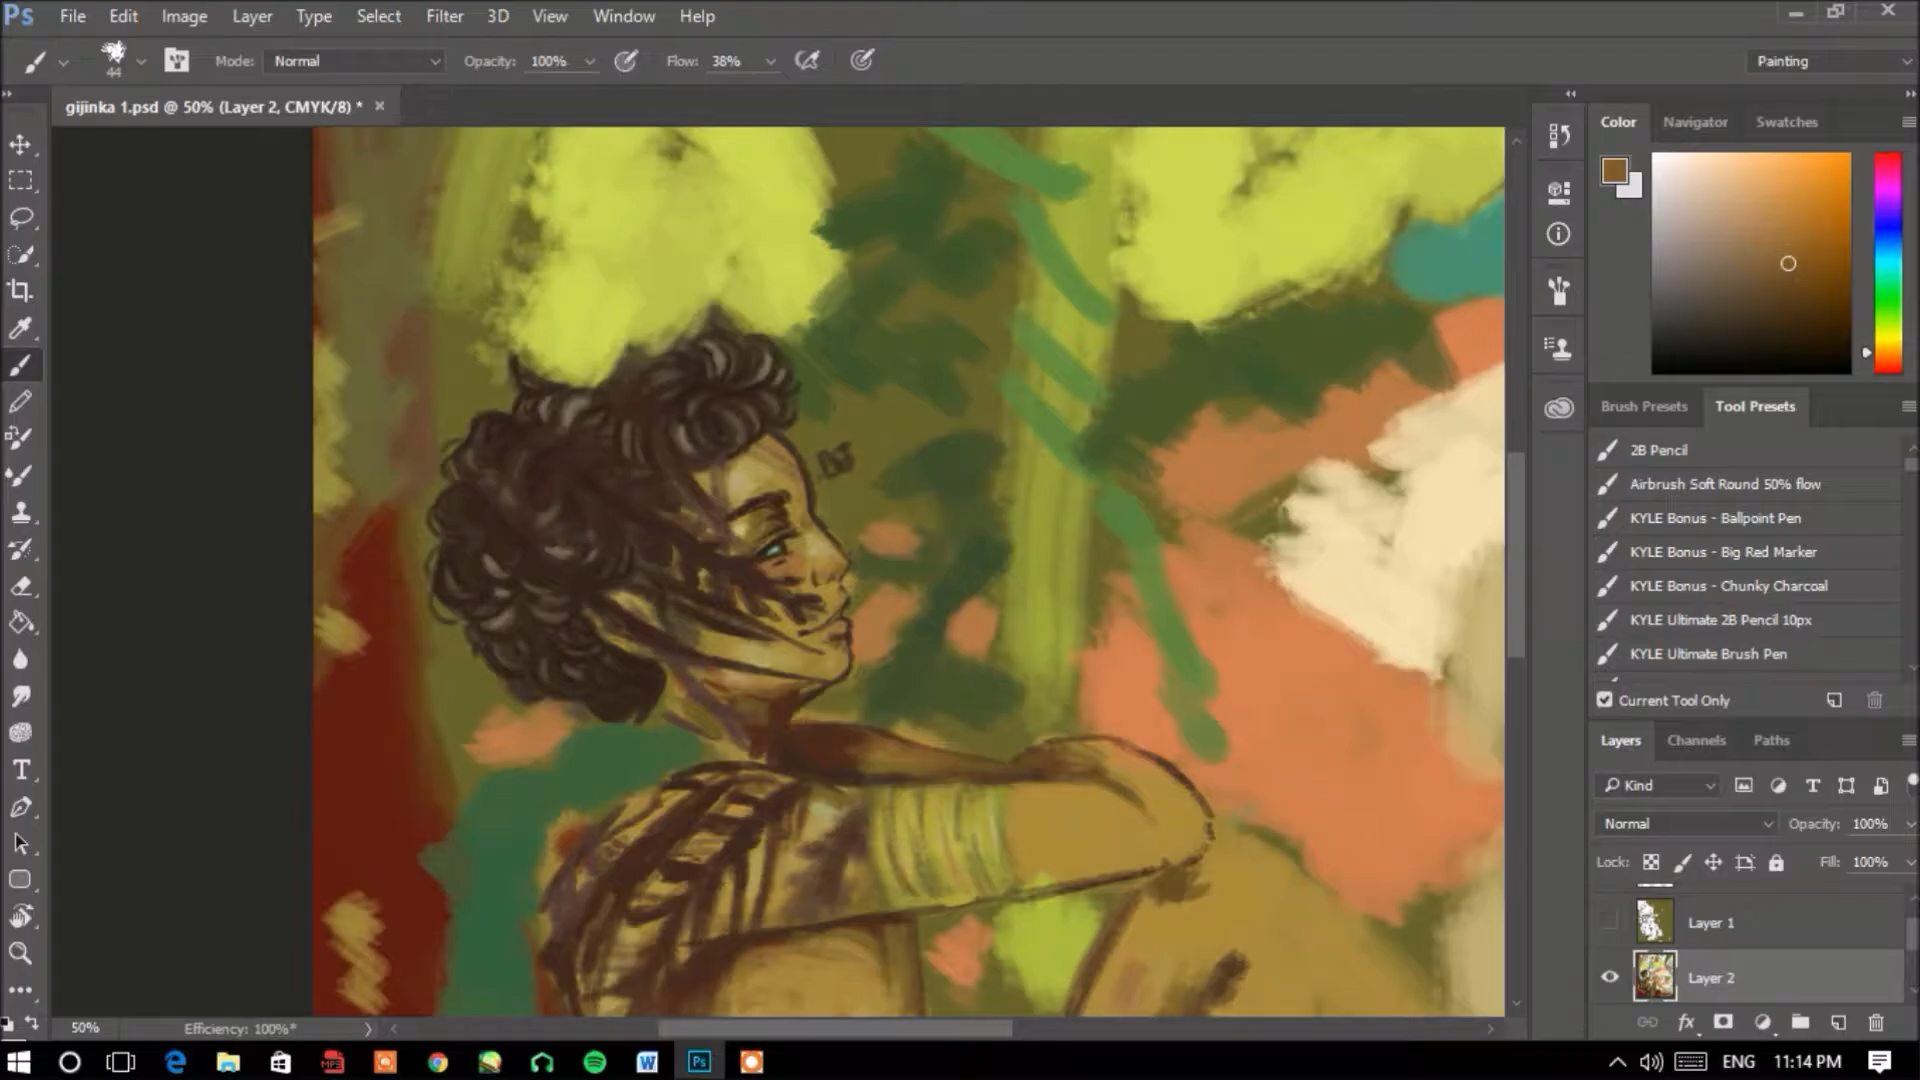 Ps File Edit Image Layer Type Select Filter 3D View Window Help
44 Mode: Normal Opacity: 100% Flow: 38% Painting
gijinka 1.psd @ 50% (Layer 2, CMYK/8) * ×
Color Navigator Swatches
Brush Presets Tool Presets
2B Pencil
Airbrush Soft Round 50% flow
KYLE Bonus - Ballpoint Pen
KYLE Bonus - Big Red Marker
KYLE Bonus - Chunky Charcoal
KYLE Ultimate 2B Pencil 10px
KYLE Ultimate Brush Pen
Current Tool Only
Layers Channels Paths
Kind
Normal Opacity: 100%
Lock: Fill: 100%
Layer 1
Layer 2
fx
50% Efficiency: 100%*
MP3 W Ps ENG 11:14 PM